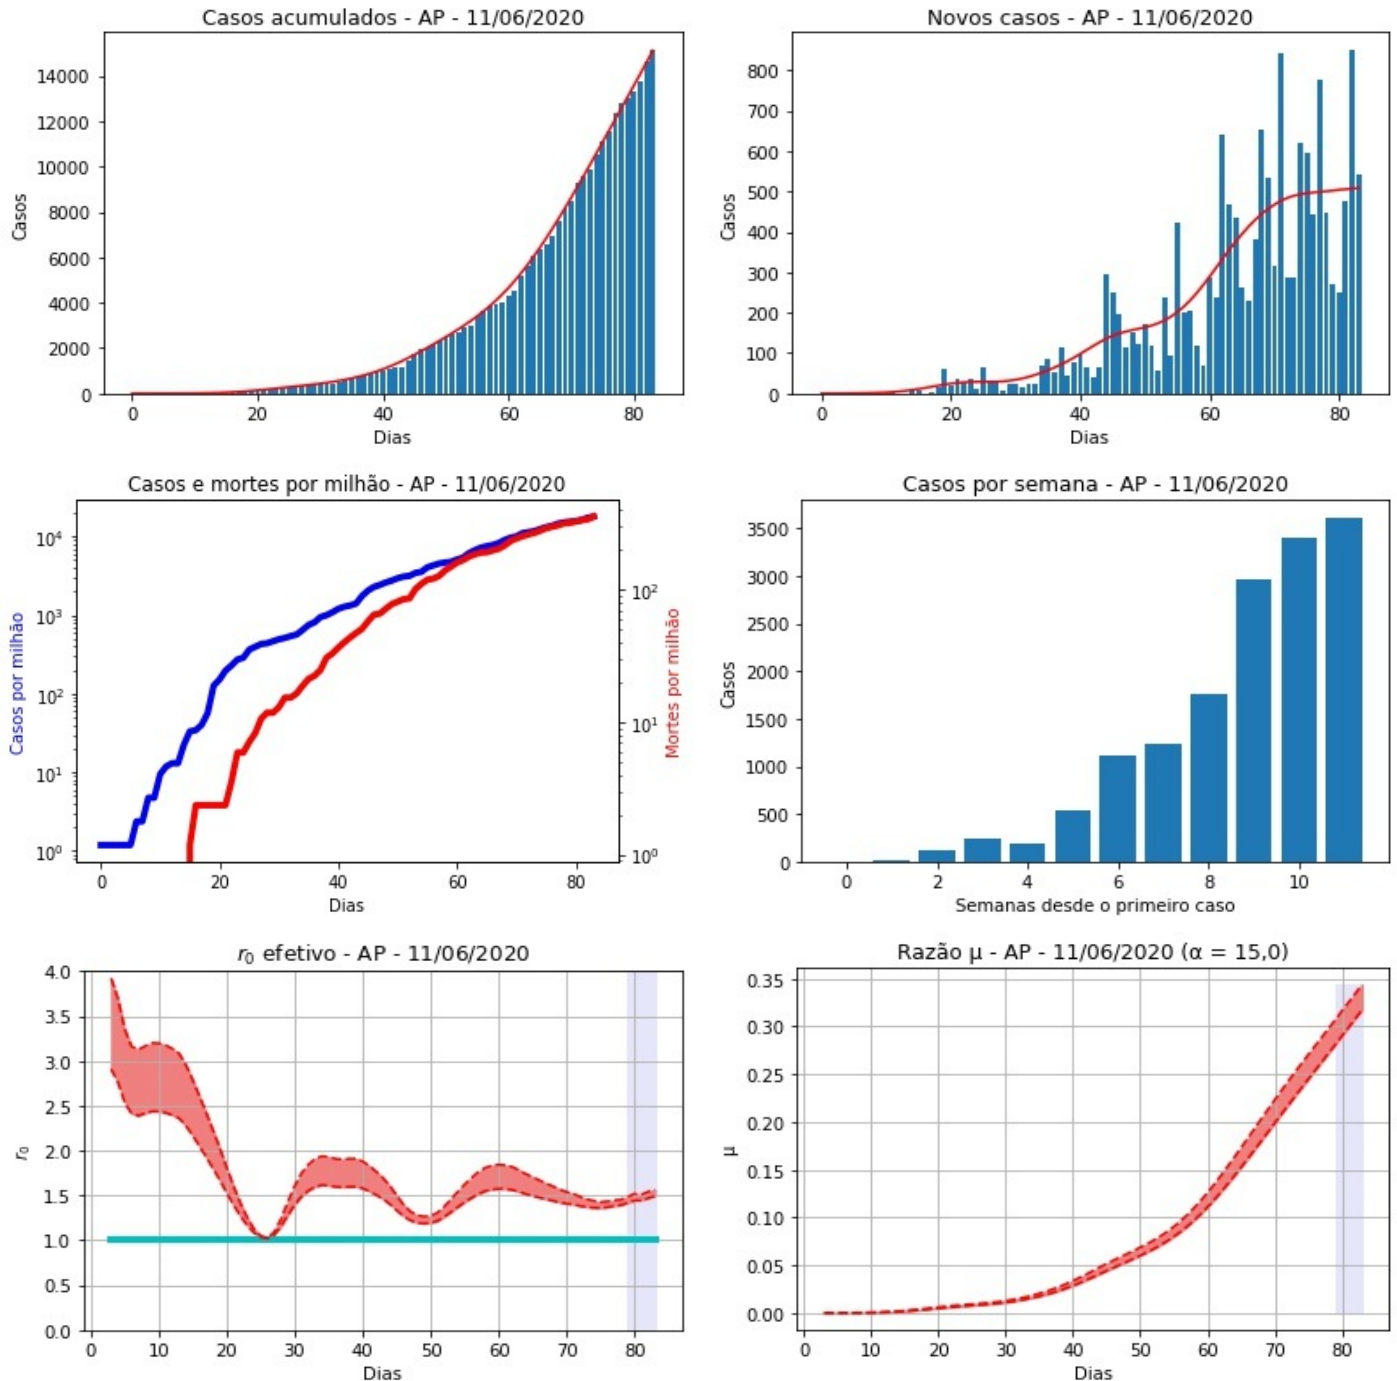 Casos acumulados - AP - 11/06/2020
Casos
14000
12000
10000
8000
6000
4000
2000
0
0 20 40 60 80
Dias
Novos casos - AP - 11/06/2020
Casos
800
700
600
500
400
300
200
100
0
0 20 40 60 80
Dias
Casos e mortes por milhão - AP - 11/06/2020
Casos por milhão
10⁴
10³
10²
10¹
10⁰
Mortes por milhão
10²
10¹
10⁰
0 20 40 60 80
Dias
Casos por semana - AP - 11/06/2020
Casos
3500
3000
2500
2000
1500
1000
500
0
0 2 4 6 8 10
Semanas desde o primeiro caso
r₀ efetivo - AP - 11/06/2020
r₀
4.0
3.5
3.0
2.5
2.0
1.5
1.0
0.5
0.0
0 10 20 30 40 50 60 70 80
Dias
Razão μ - AP - 11/06/2020 (α = 15,0)
μ
0.35
0.30
0.25
0.20
0.15
0.10
0.05
0.00
0 10 20 30 40 50 60 70 80
Dias